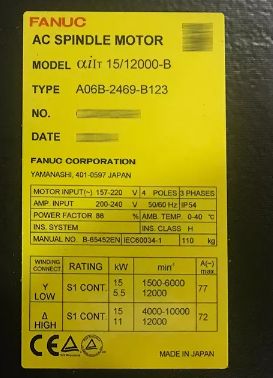 FANUC
AC SPINDLE MOTOR
MODEL αiIT 15/12000-B
TYPE A06B-2469-B123
NO.
DATE
FANUC CORPORATION
YAMANASHI, 401-0597 JAPAN
MOTOR INPUT(~) 157-220 V 4 POLES 3 PHASES
AMP. INPUT 200-240 V 50/60 Hz IP54
POWER FACTOR 86 % AMB. TEMP. 0-40 °C
INS. SYSTEM INS. CLASS H
MANUAL NO. B-65452EN IEC60034-1 110 kg
WINDING CONNECT RATING kW min⁻¹ A(~) max.
Y LOW S1 CONT. 15 1500-6000 77
5.5 12000
Δ HIGH S1 CONT. 15 4000-10000 72
11 12000
CE
MADE IN JAPAN